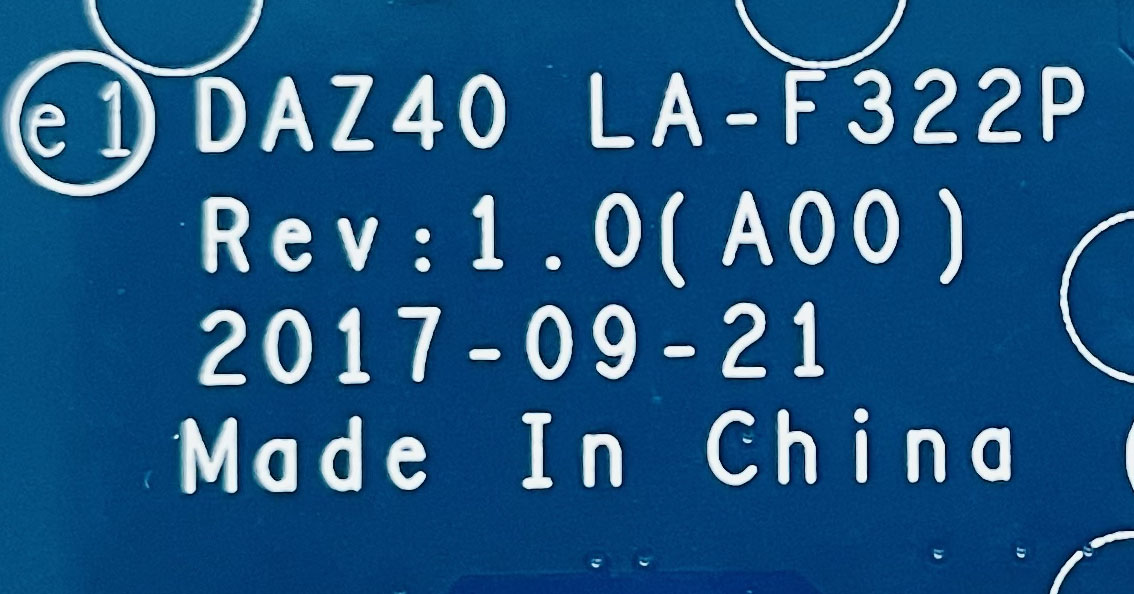 e1 DAZ40 LA-F322P
Rev:1.0(A00)
2017-09-21
Made In China